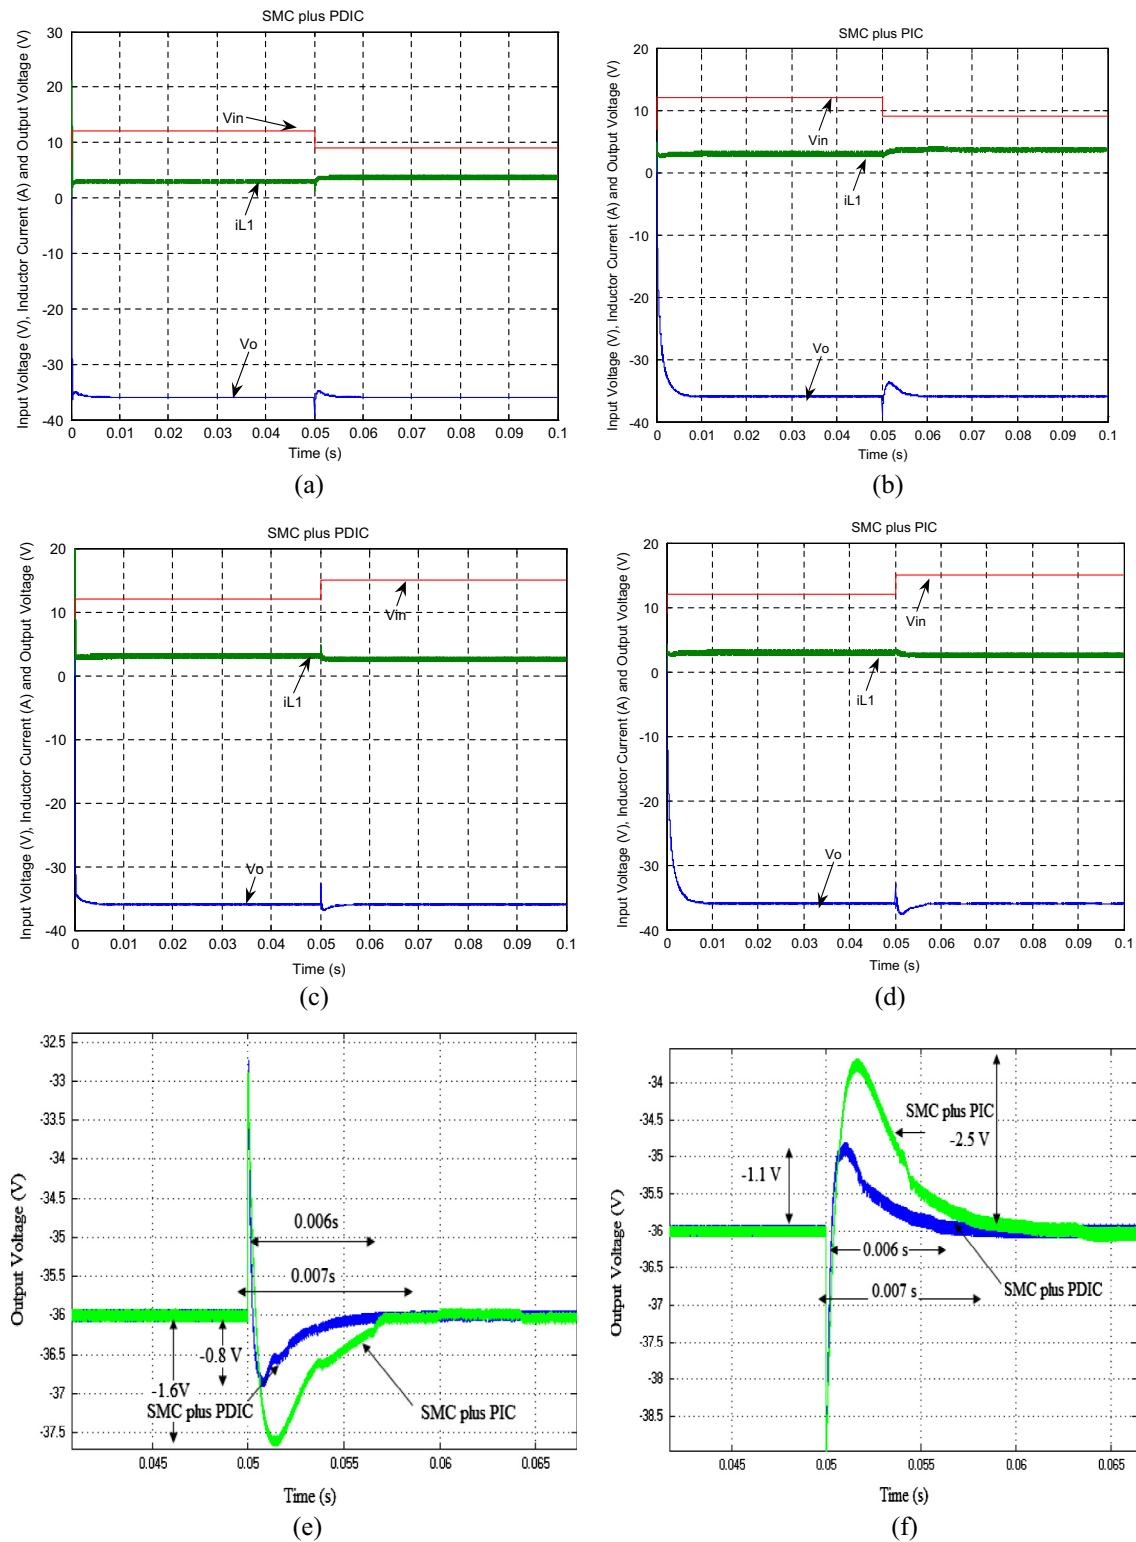 SMC plus PDIC
Input Voltage (V), Inductor Current (A) and Output Voltage (V)
30
20
10
0
-10
-20
-30
-40
Vin
iL1
Vo
0 0.01 0.02 0.03 0.04 0.05 0.06 0.07 0.08 0.09 0.1
Time (s)
(a)
SMC plus PIC
Input Voltage (V), Inductor Current (A) and Output Voltage (V)
20
10
0
-10
-20
-30
-40
Vin
iL1
Vo
0 0.01 0.02 0.03 0.04 0.05 0.06 0.07 0.08 0.09 0.1
Time (s)
(b)
SMC plus PDIC
Input Voltage (V), Inductor Current (A) and Output Voltage (V)
20
10
0
-10
-20
-30
-40
Vin
iL1
Vo
0 0.01 0.02 0.03 0.04 0.05 0.06 0.07 0.08 0.09 0.1
Time (s)
(c)
SMC plus PIC
Input Voltage (V), Inductor Current (A) and Output Voltage (V)
20
10
0
-10
-20
-30
-40
Vin
iL1
Vo
0 0.01 0.02 0.03 0.04 0.05 0.06 0.07 0.08 0.09 0.1
Time (s)
(d)
Output Voltage (V)
-32.5
-33
-33.5
-34
-34.5
-35
-35.5
-36
-36.5
-37
-37.5
0.006s
0.007s
-0.8 V
-1.6V
SMC plus PDIC
SMC plus PIC
0.045 0.05 0.055 0.06 0.065
Time (s)
(e)
Output Voltage (V)
-34
-34.5
-35
-35.5
-36
-36.5
-37
-37.5
-38
-38.5
SMC plus PIC
-2.5 V
-1.1 V
0.006 s
0.007 s
SMC plus PDIC
0.045 0.05 0.055 0.06 0.065
Time (s)
(f)